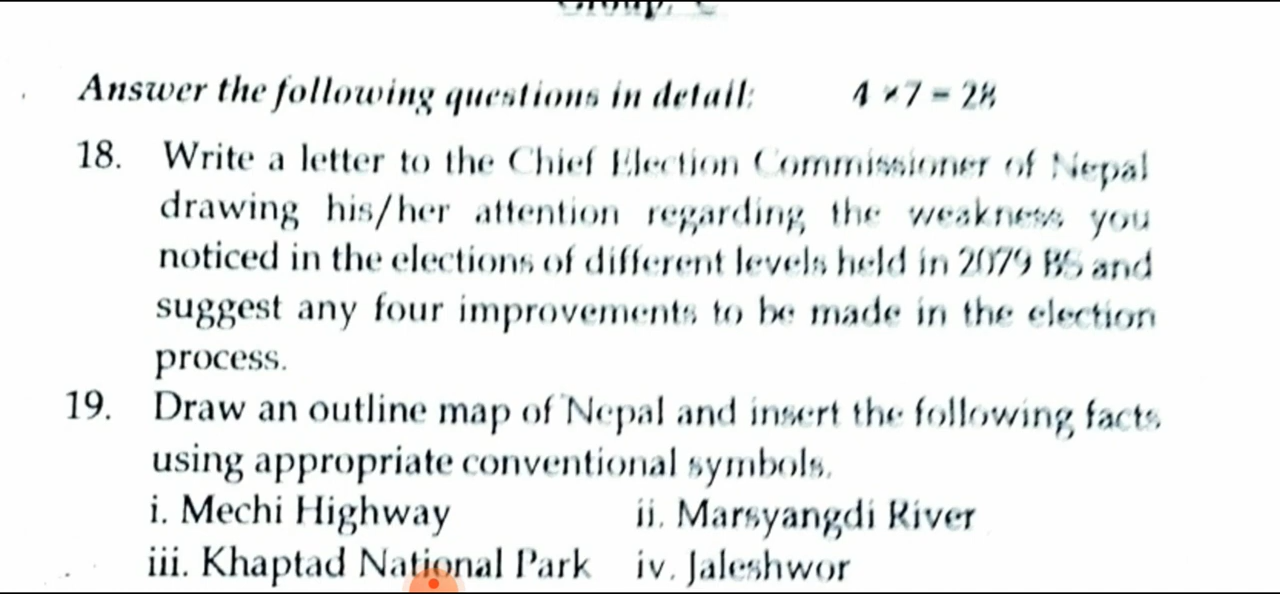 Answer the following questions in detail: 4 × 7 = 28
18. Write a letter to the Chief Election Commissioner of Nepal
drawing his/her attention regarding the weakness you
noticed in the elections of different levels held in 2079 BS and
suggest any four improvements to be made in the election
process.
19. Draw an outline map of Nepal and insert the following facts
using appropriate conventional symbols.
i. Mechi Highway ii. Marsyangdi River
iii. Khaptad National Park iv. Jaleshwor